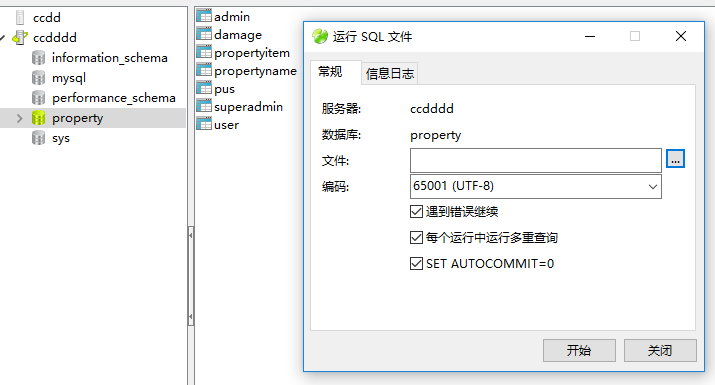 ccdd
ccdddd
information_schema
mysql
performance_schema
property
sys
admin
damage
propertyitem
propertyname
pus
superadmin
user
运行 SQL 文件
常规
信息日志
服务器:
ccdddd
数据库:
property
文件:
...
编码:
65001 (UTF-8)
遇到错误继续
每个运行中运行多重查询
SET AUTOCOMMIT=0
开始
关闭